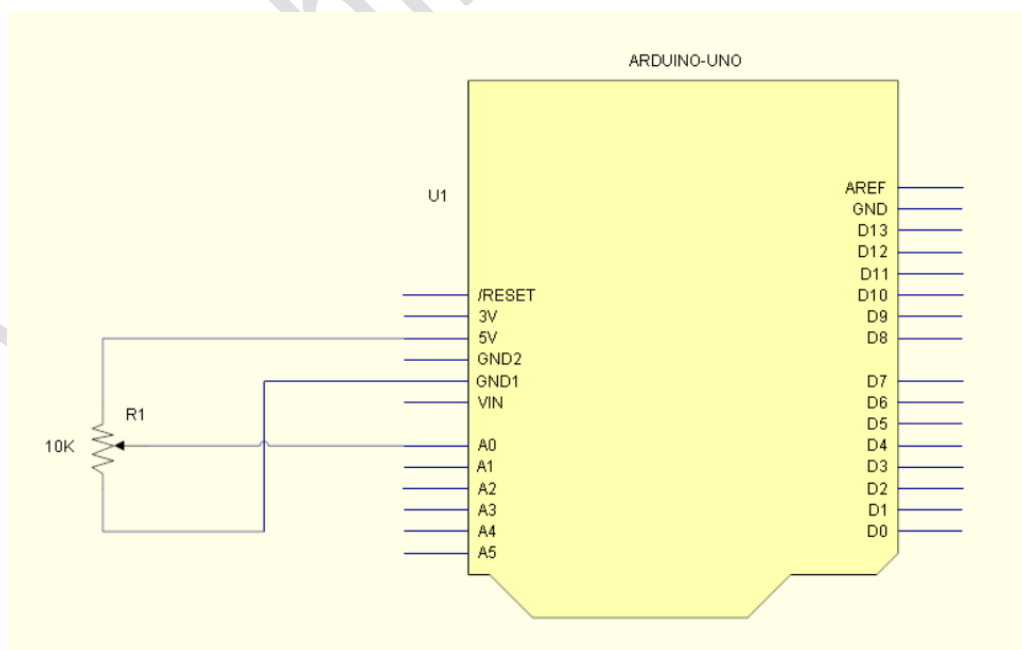 ARDUINO-UNO
U1
/RESET
3V
5V
GND2
GND1
VIN
A0
A1
A2
A3
A4
A5
AREF
GND
D13
D12
D11
D10
D9
D8
D7
D6
D5
D4
D3
D2
D1
D0
R1
10K